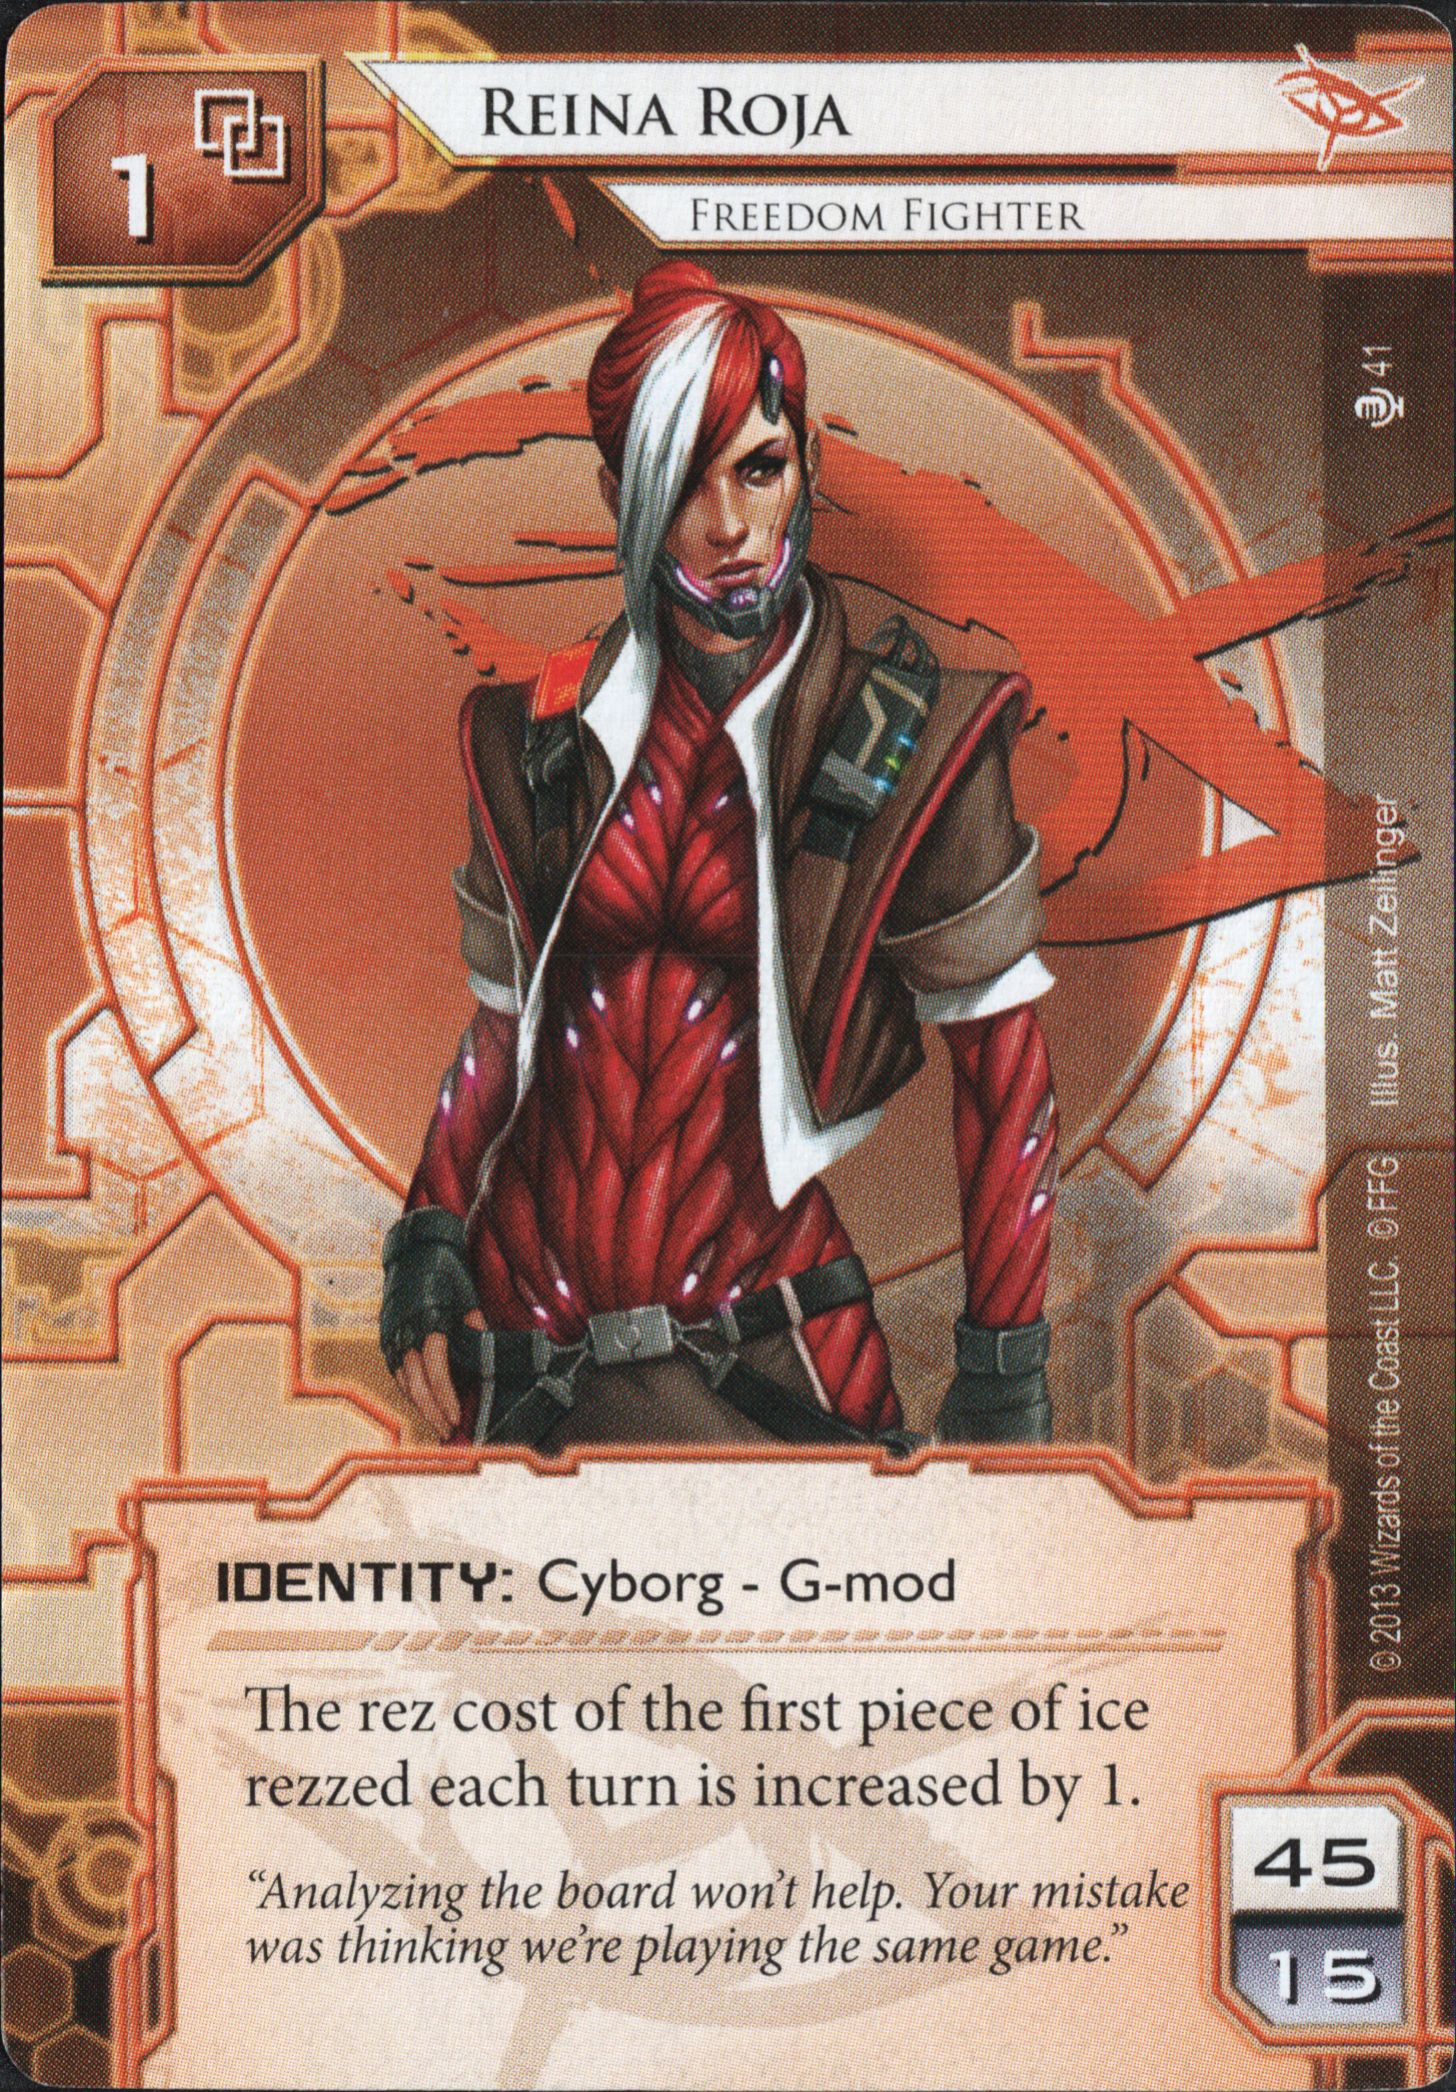 1
REINA ROJA
FREEDOM FIGHTER
41
Illus. Matt Zeilinger
© 2013 Wizards of the Coast LLC. © FFG
IDENTITY: Cyborg - G-mod
The rez cost of the first piece of ice
rezzed each turn is increased by 1.
“Analyzing the board won’t help. Your mistake
was thinking we’re playing the same game.”
45
15